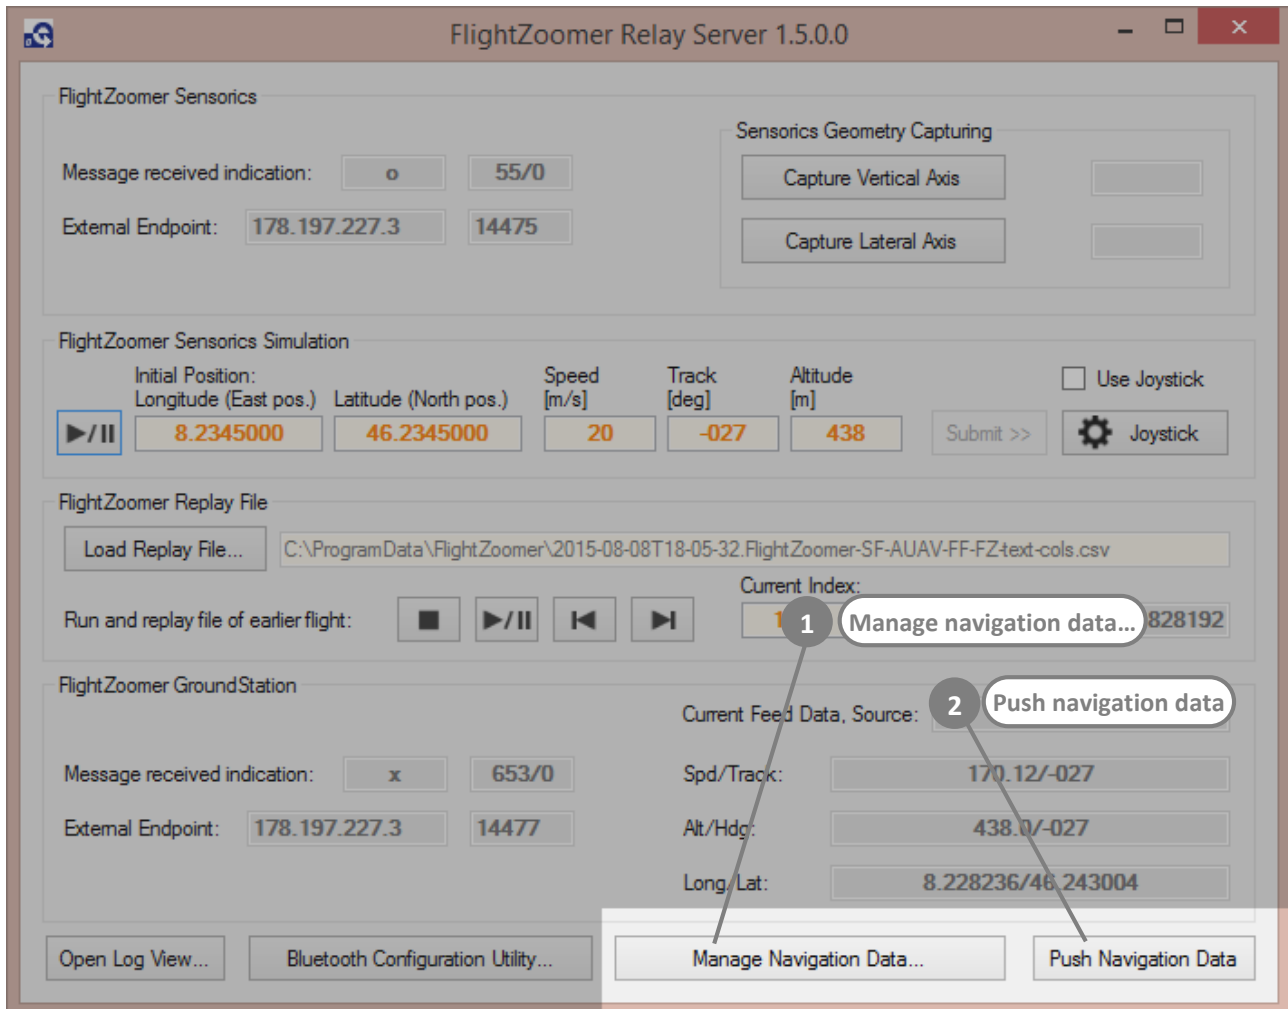 FlightZoomer Relay Server 1.5.0.0
FlightZoomer Sensorics
Sensorics Geometry Capturing
Message received indication: o 55/0
Capture Vertical Axis
External Endpoint: 178.197.227.3 14475
Capture Lateral Axis
FlightZoomer Sensorics Simulation
Initial Position:
Longitude (East pos.) Latitude (North pos.) Speed [m/s] Track [deg] Altitude [m]
Use Joystick
8.2345000 46.2345000 20 -027 438 Submit >> Joystick
FlightZoomer Replay File
Load Replay File... C:\ProgramData\FlightZoomer\2015-08-08T18-05-32.FlightZoomer-SF-AUAV-FF-FZ-text-cols.csv
Current Index:
Run and replay file of earlier flight: 1 Manage navigation data... 828192
FlightZoomer GroundStation
Current Feed Data, Source: 2 Push navigation data
Message received indication: x 653/0
Spd/Track: 170.12/-027
External Endpoint: 178.197.227.3 14477
Alt/Hdg: 438.0/-027
Long/Lat: 8.228236/46.243004
Open Log View... Bluetooth Configuration Utility... Manage Navigation Data... Push Navigation Data